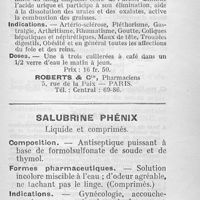 l'acide urique et participe à son élimination, aide
à la dissolution des urates et des oxalates, active
la combustion des graisses.
Indications. — Artério-sclérose, Pléthorisme, Gas-
tralgie, Arthritisme, Rhumatisme, Goutte, Coliques
hépatiques et néphrétiques, Maux de tête, Troubles
digestifs, Obésité et en général toutes les affections
du foie et des reins.
Doses. — Une à trois cuillerées à café dans un
1/2 verre d'eau le matin à jeun.
Prix : 16 fr. 50.
ROBERTS & Cie, Pharmaciens
5, rue de la Paix — PARIS.
Tél. : Central : 69-86.
SALUBRINE PHÉNIX
Liquide et comprimés.
Composition. — Antiseptique puissant à
base de formolsulfonate de soude et de
thymol.
Formes pharmaceutiques. — Solution
incolore miscible à l'eau ; d'odeur agréable,
ne tachant pas le linge. (Comprimés.)
Indications. — Gynécologie, accouche-